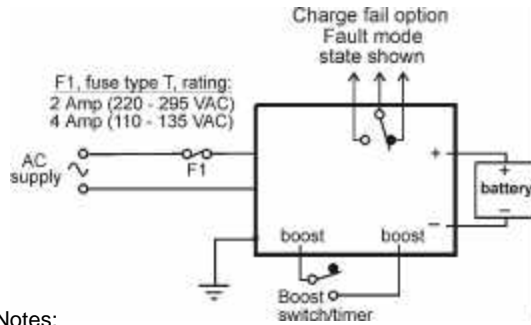 Charge fail option
Fault mode
state shown
F1, fuse type T, rating:
2 Amp (220 - 295 VAC)
4 Amp (110 - 135 VAC)
AC
supply
F1
+
−
+
battery
−
boost
boost
Boost
switch/timer
Notes: